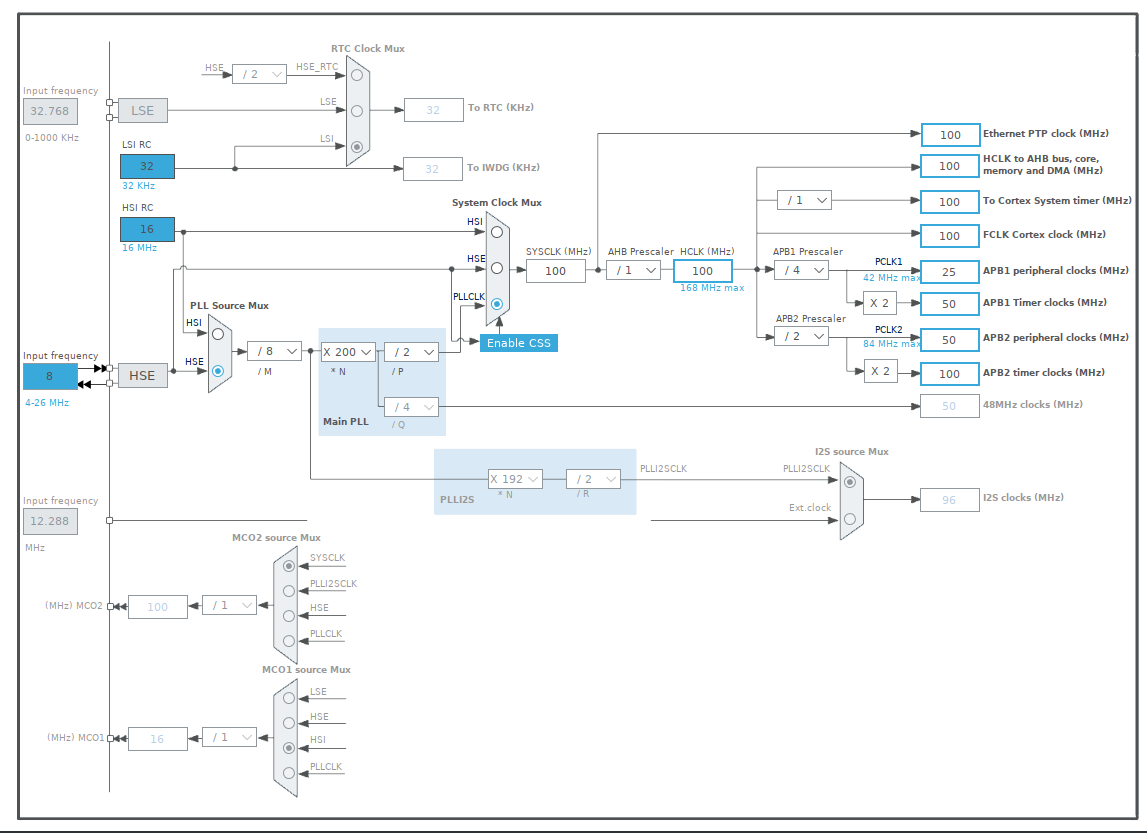 RTC Clock Mux
HSE
/ 2
HSE_RTC
Input frequency
32.768
0-1000 KHz
LSE
LSE
32
To RTC (KHz)
LSI
LSI RC
32
32 KHz
32
To IWDG (KHz)
HSI RC
16
16 MHz
System Clock Mux
HSI
HSE
PLLCLK
Enable CSS
SYSCLK (MHz)
100
AHB Prescaler
/ 1
HCLK (MHz)
100
168 MHz max
100
Ethernet PTP clock (MHz)
100
HCLK to AHB bus, core,
memory and DMA (MHz)
/ 1
100
To Cortex System timer (MHz)
100
FCLK Cortex clock (MHz)
APB1 Prescaler
/ 4
PCLK1
42 MHz max
25
APB1 peripheral clocks (MHz)
X 2
50
APB1 Timer clocks (MHz)
APB2 Prescaler
/ 2
PCLK2
84 MHz max
50
APB2 peripheral clocks (MHz)
X 2
100
APB2 timer clocks (MHz)
PLL Source Mux
HSI
HSE
Input frequency
8
4-26 MHz
HSE
/ 8
/ M
X 200
* N
/ 2
/ P
/ 4
/ Q
Main PLL
50
48MHz clocks (MHz)
PLLI2S
X 192
* N
/ 2
/ R
PLLI2SCLK
I2S source Mux
PLLI2SCLK
Ext.clock
96
I2S clocks (MHz)
Input frequency
12.288
MHz
MCO2 source Mux
SYSCLK
PLLI2SCLK
HSE
PLLCLK
(MHz) MCO2
100
/ 1
MCO1 source Mux
LSE
HSE
HSI
PLLCLK
(MHz) MCO1
16
/ 1